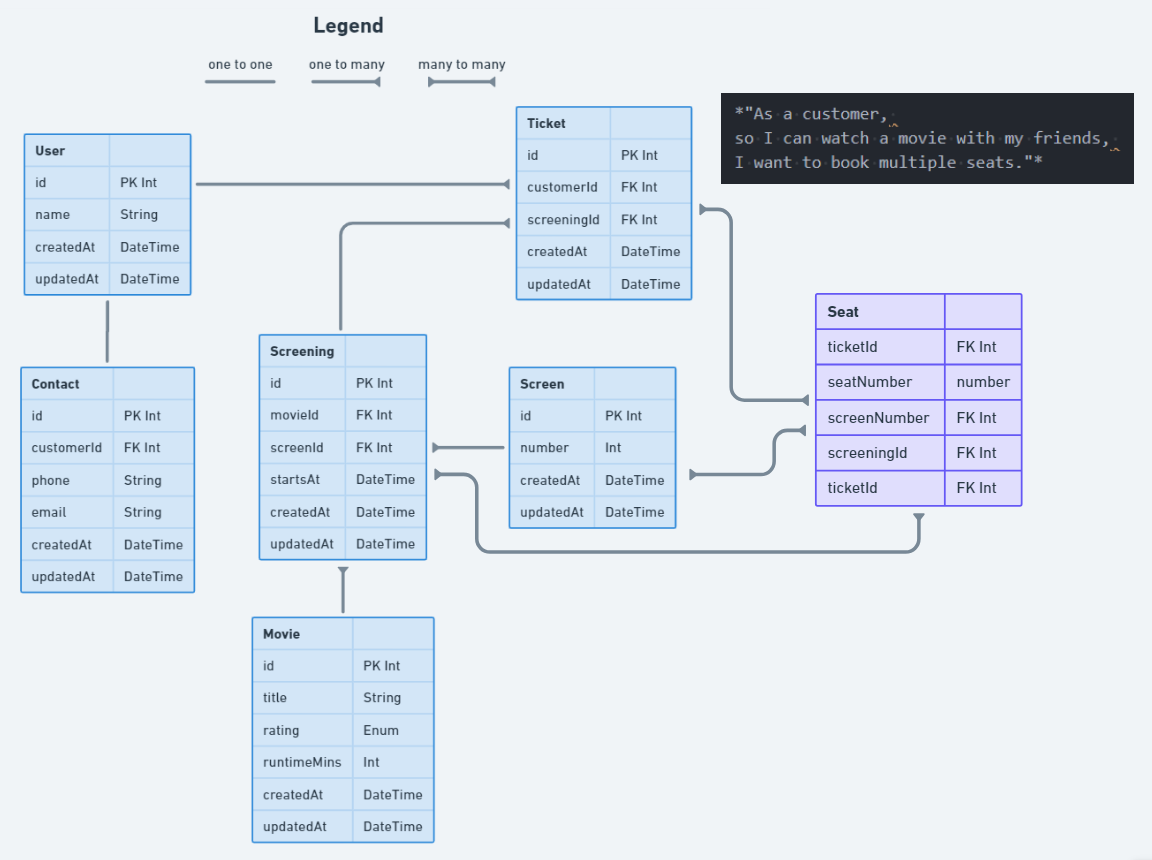 Legend
one to one
one to many
many to many
*"As a customer,
so I can watch a movie with my friends,
I want to book multiple seats."*
User
id PK Int
name String
createdAt DateTime
updatedAt DateTime
Ticket
id PK Int
customerId FK Int
screeningId FK Int
createdAt DateTime
updatedAt DateTime
Seat
ticketId FK Int
seatNumber number
screenNumber FK Int
screeningId FK Int
ticketId FK Int
Contact
id PK Int
customerId FK Int
phone String
email String
createdAt DateTime
updatedAt DateTime
Screening
id PK Int
movieId FK Int
screenId FK Int
startsAt DateTime
createdAt DateTime
updatedAt DateTime
Screen
id PK Int
number Int
createdAt DateTime
updatedAt DateTime
Movie
id PK Int
title String
rating Enum
runtimeMins Int
createdAt DateTime
updatedAt DateTime